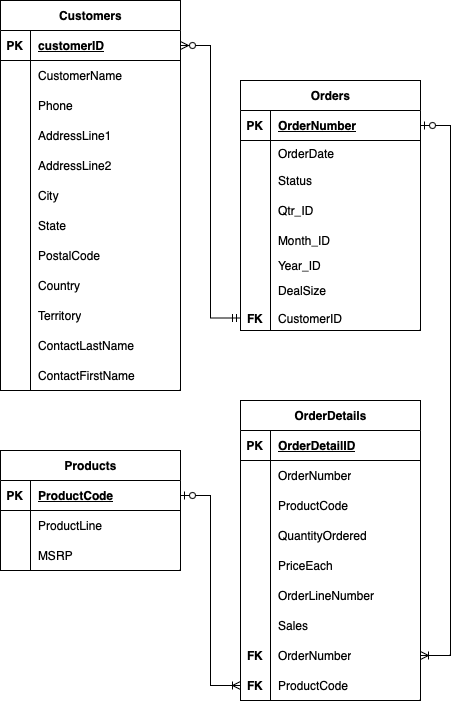 Customers
PK customerID
CustomerName
Phone
AddressLine1
AddressLine2
City
State
PostalCode
Country
Territory
ContactLastName
ContactFirstName
Orders
PK OrderNumber
OrderDate
Status
Qtr_ID
Month_ID
Year_ID
DealSize
FK CustomerID
Products
PK ProductCode
ProductLine
MSRP
OrderDetails
PK OrderDetailID
OrderNumber
ProductCode
QuantityOrdered
PriceEach
OrderLineNumber
Sales
FK OrderNumber
FK ProductCode